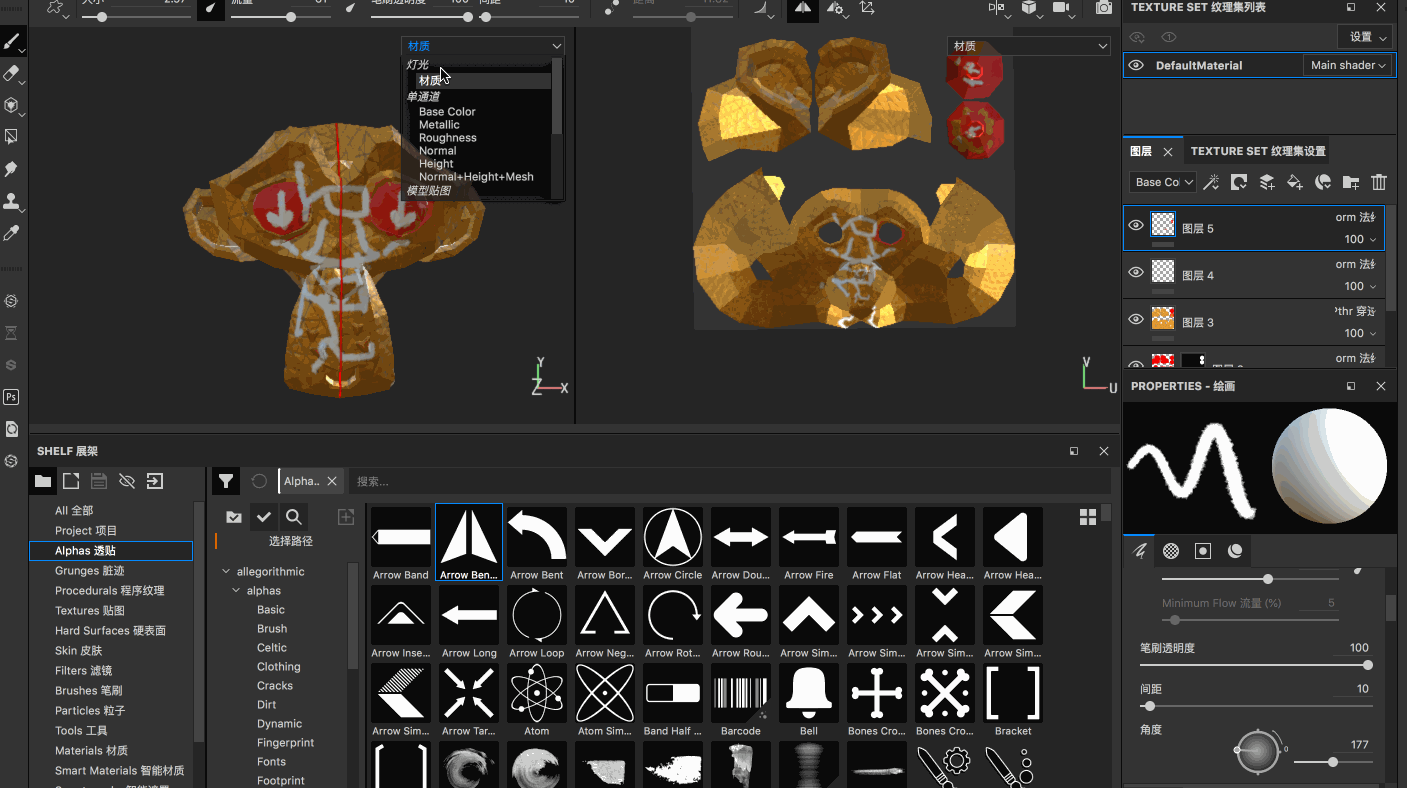 大小 2.57 流量 61 笔刷透明度 100 间距 10 距离 11.02
材质
灯光
材质
单通道
Base Color
Metallic
Roughness
Normal
Height
Normal+Height+Mesh
模型贴图
Y
Z X
材质
V
U
TEXTURE SET 纹理集列表
设置
DefaultMaterial Main shader
图层 TEXTURE SET 纹理集设置
Base Co
orm 法
图层 5
100
orm 法
图层 4
100
thr 穿
图层 3
100
orm 法
PROPERTIES - 绘画
Minimum Flow 流量 (%) 5
笔刷透明度 100
间距 10
角度
0 177
Ps
SHELF 展架
Alpha.. 搜索...
All 全部
Project 项目
Alphas 透贴
Grunges 脏迹
Procedurals 程序纹理
Textures 贴图
Hard Surfaces 硬表面
Skin 皮肤
Filters 滤镜
Brushes 笔刷
Particles 粒子
Tools 工具
Materials 材质
Smart Materials 智能材质
选择路径
allegorithmic
alphas
Basic
Brush
Celtic
Clothing
Cracks
Dirt
Dynamic
Fingerprint
Fonts
Footprint
Arrow Band Arrow Ben... Arrow Bent Arrow Bor... Arrow Circle Arrow Dou... Arrow Fire Arrow Flat Arrow Hea... Arrow Hea...
Arrow Inse... Arrow Long Arrow Loop Arrow Neg... Arrow Rot... Arrow Rou... Arrow Sim... Arrow Sim... Arrow Sim... Arrow Sim...
Arrow Sim... Arrow Tar... Atom Atom Sim... Band Half ... Barcode Bell Bones Cro... Bones Cro... Bracket